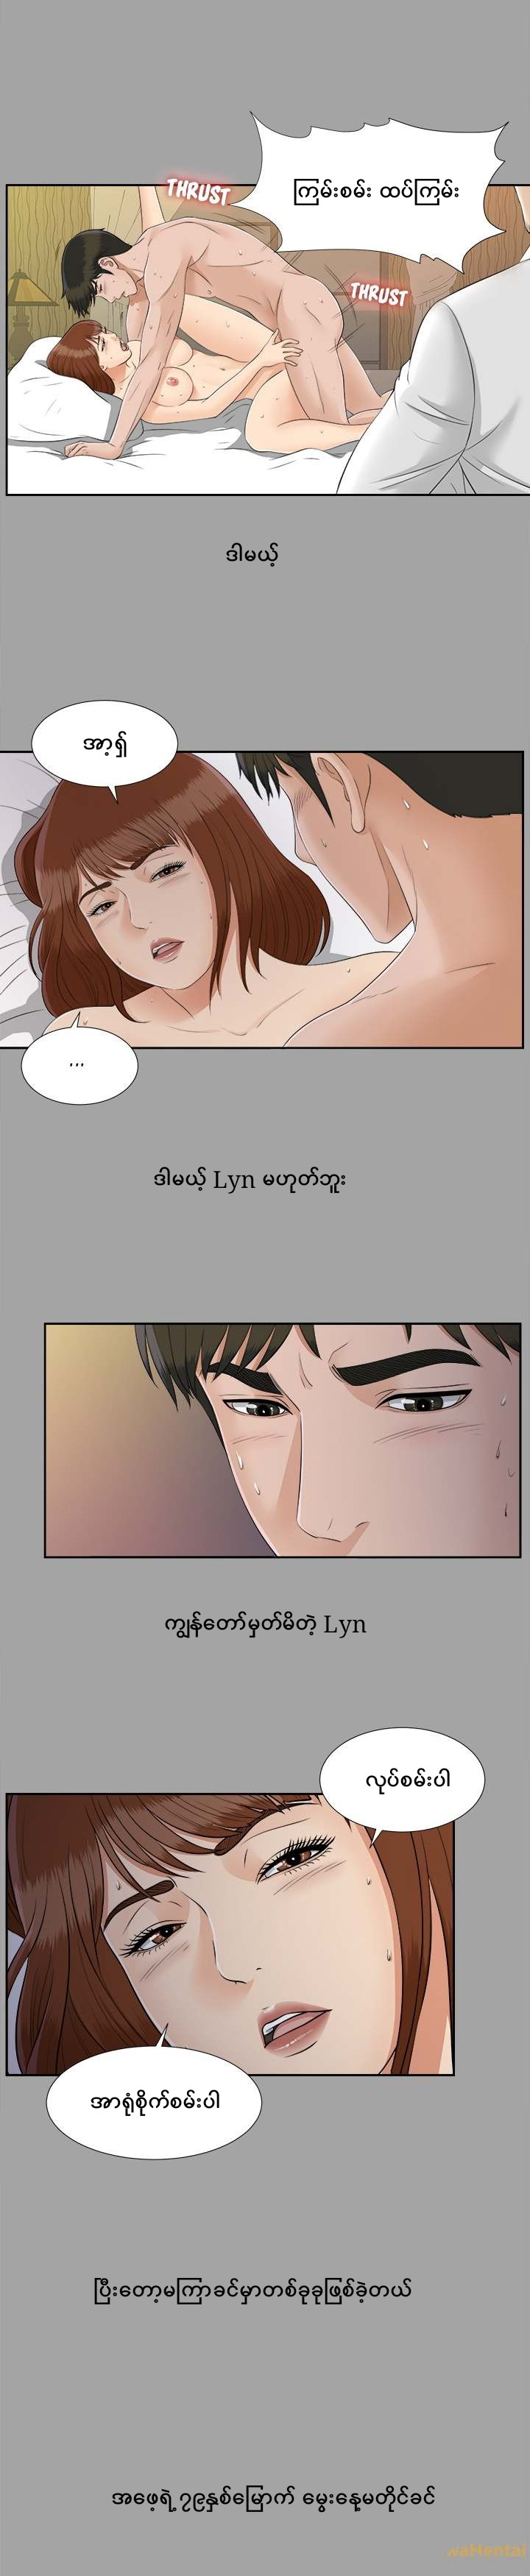 THRUST
ကြမ်းစမ်း ထပ်ကြမ်း
THRUST
ဒါမယ့်
အာ့ရှ်
...
ဒါမယ့် Lyn မဟုတ်ဘူး
ကျွန်တော်မှတ်မိတဲ့ Lyn
လုပ်စမ်းပါ
အာရုံစိုက်စမ်းပါ
ပြီးတော့မကြာခင်မှာတစ်ခုခုဖြစ်ခဲ့တယ်
အဖေ့ရဲ့ ၇၉နှစ်မြောက် မွေးနေ့မတိုင်ခင်
waHentai